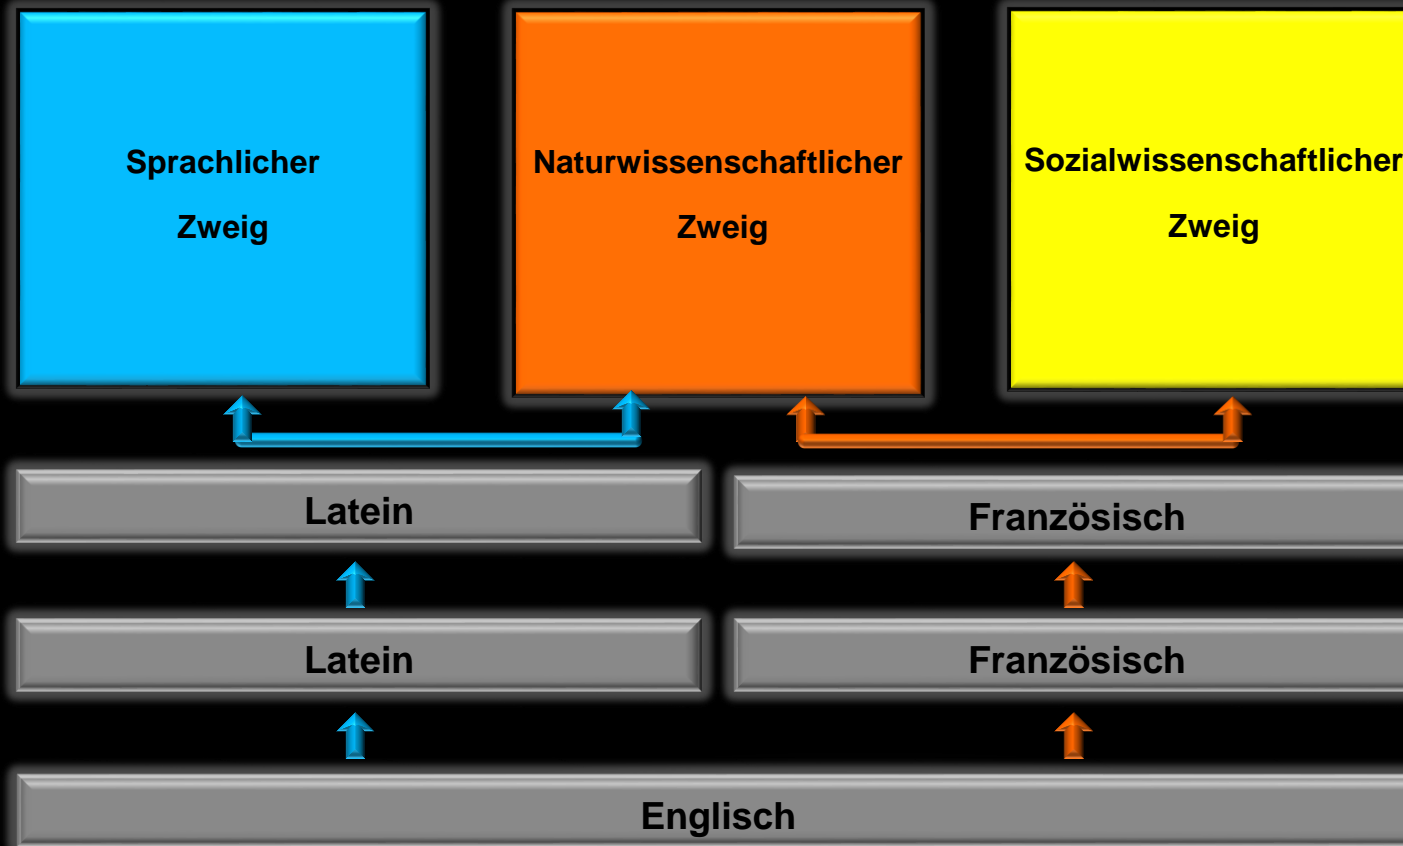 Sprachlicher
Zweig
Naturwissenschaftlicher
Zweig
Sozialwissenschaftlicher
Zweig
Latein
Französisch
Latein
Französisch
Englisch